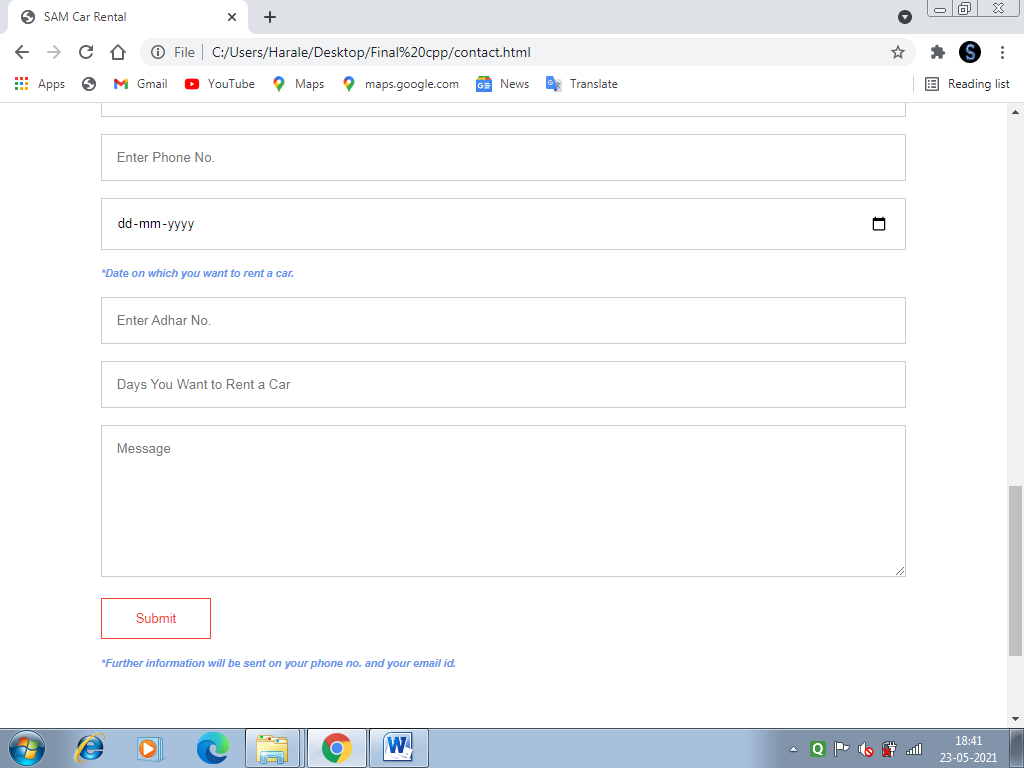 SAM Car Rental
File C:/Users/Harale/Desktop/Final%20cpp/contact.html
S
Apps Gmail YouTube Maps maps.google.com News Translate Reading list
Enter Phone No.
dd-mm-yyyy
*Date on which you want to rent a car.
Enter Adhar No.
Days You Want to Rent a Car
Message
Submit
*Further information will be sent on your phone no. and your email id.
18:41
23-05-2021